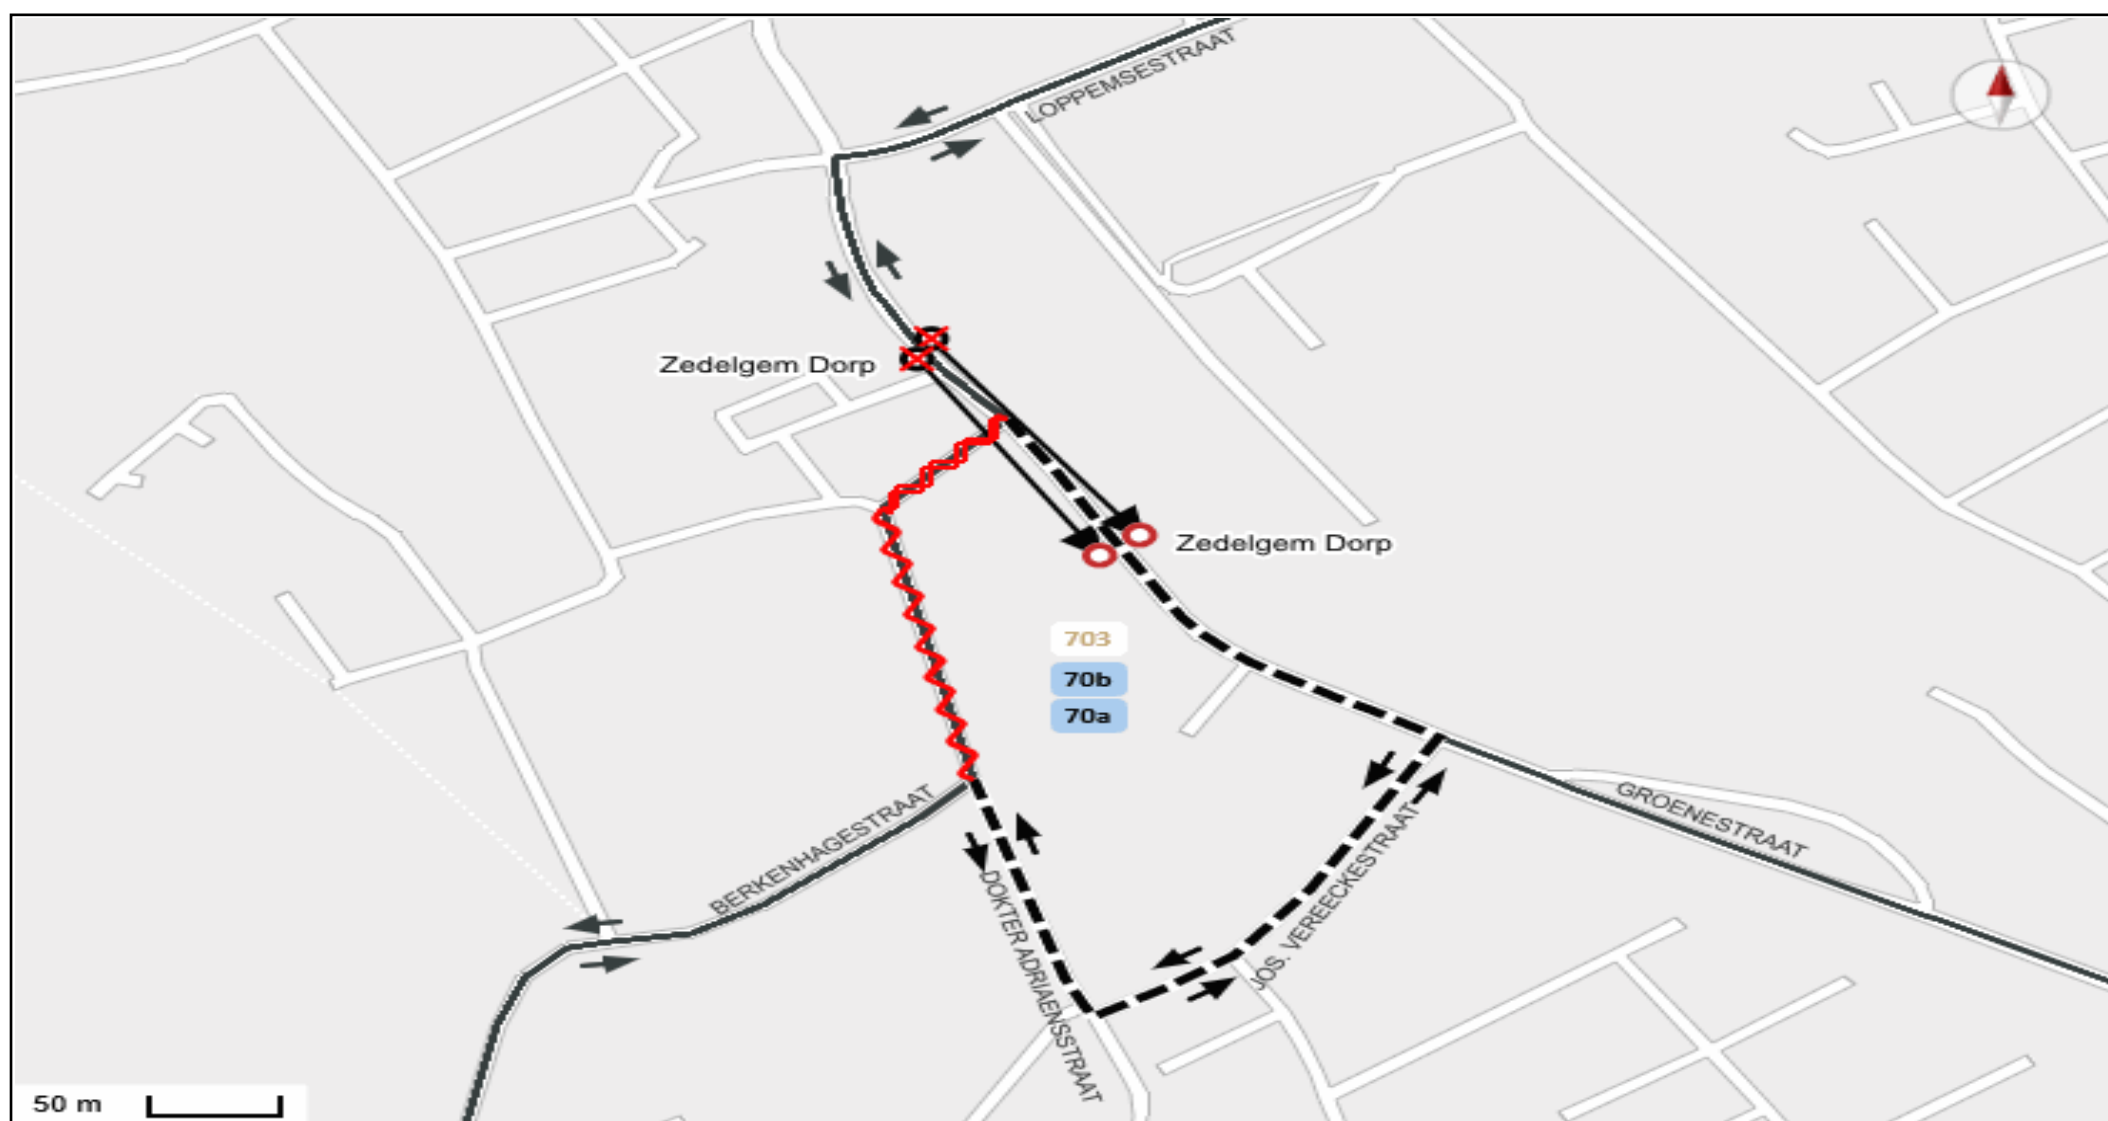 LOPPEMSESTRAAT
Zedelgem Dorp
Zedelgem Dorp
703
70b
70a
GROENESTRAAT
BERKENHAGESTRAAT
JOS. VEREECKESTRAAT
DOKTER ADRIAENSSTRAAT
50 m